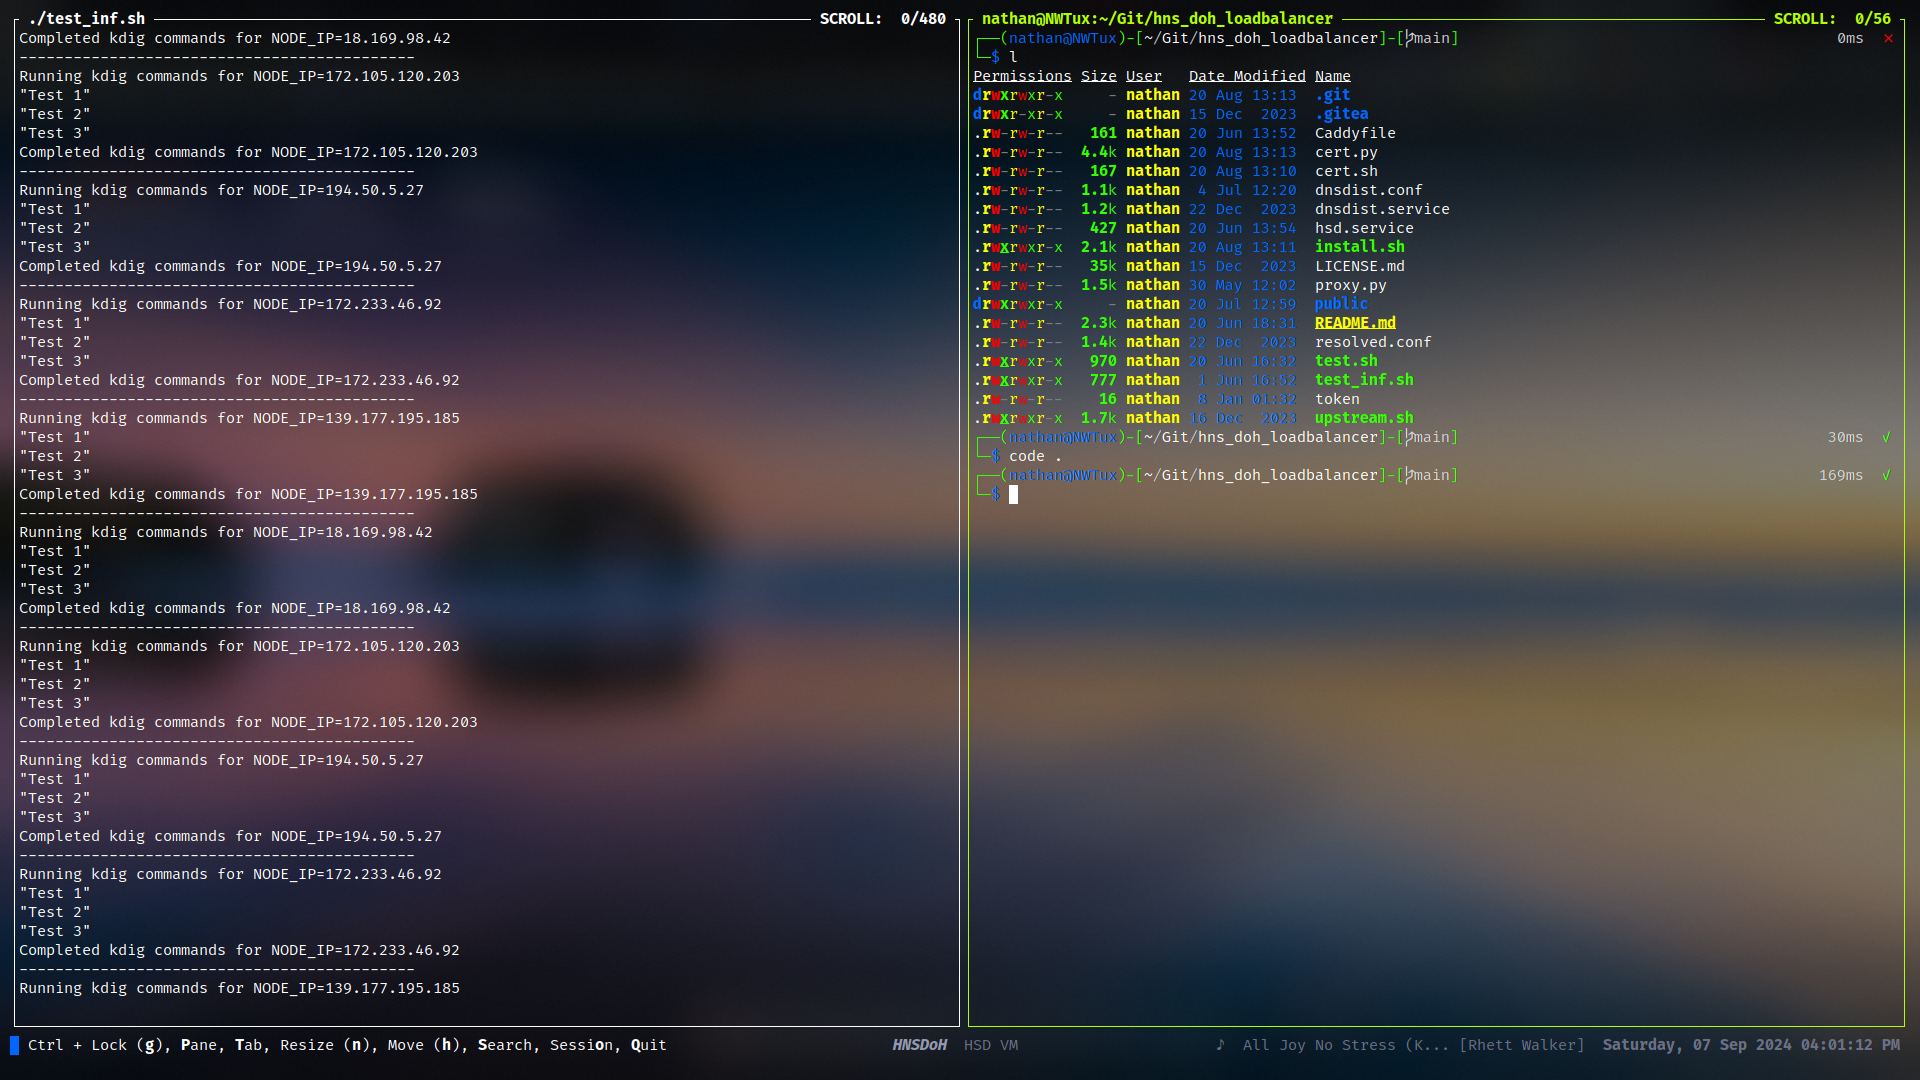 ./test_inf.sh SCROLL: 0/480
Completed kdig commands for NODE_IP=18.169.98.42
--------------------------------------------
Running kdig commands for NODE_IP=172.105.120.203
"Test 1"
"Test 2"
"Test 3"
Completed kdig commands for NODE_IP=172.105.120.203
--------------------------------------------
Running kdig commands for NODE_IP=194.50.5.27
"Test 1"
"Test 2"
"Test 3"
Completed kdig commands for NODE_IP=194.50.5.27
--------------------------------------------
Running kdig commands for NODE_IP=172.233.46.92
"Test 1"
"Test 2"
"Test 3"
Completed kdig commands for NODE_IP=172.233.46.92
--------------------------------------------
Running kdig commands for NODE_IP=139.177.195.185
"Test 1"
"Test 2"
"Test 3"
Completed kdig commands for NODE_IP=139.177.195.185
--------------------------------------------
Running kdig commands for NODE_IP=18.169.98.42
"Test 1"
"Test 2"
"Test 3"
Completed kdig commands for NODE_IP=18.169.98.42
--------------------------------------------
Running kdig commands for NODE_IP=172.105.120.203
"Test 1"
"Test 2"
"Test 3"
Completed kdig commands for NODE_IP=172.105.120.203
--------------------------------------------
Running kdig commands for NODE_IP=194.50.5.27
"Test 1"
"Test 2"
"Test 3"
Completed kdig commands for NODE_IP=194.50.5.27
--------------------------------------------
Running kdig commands for NODE_IP=172.233.46.92
"Test 1"
"Test 2"
"Test 3"
Completed kdig commands for NODE_IP=172.233.46.92
--------------------------------------------
Running kdig commands for NODE_IP=139.177.195.185
nathan@NWTux:~/Git/hns_doh_loadbalancer SCROLL: 0/56
┌──(nathan@NWTux)-[~/Git/hns_doh_loadbalancer]-[⎇main] 0ms ✕
└─$ l
Permissions Size User Date Modified Name
drwxrwxr-x - nathan 20 Aug 13:13 .git
drwxr-xr-x - nathan 15 Dec 2023 .gitea
.rw-rw-r-- 161 nathan 20 Jun 13:52 Caddyfile
.rw-rw-r-- 4.4k nathan 20 Aug 13:13 cert.py
.rw-rw-r-- 167 nathan 20 Aug 13:10 cert.sh
.rw-rw-r-- 1.1k nathan 4 Jul 12:20 dnsdist.conf
.rw-rw-r-- 1.2k nathan 22 Dec 2023 dnsdist.service
.rw-rw-r-- 427 nathan 20 Jun 13:54 hsd.service
.rwxrwxr-x 2.1k nathan 20 Aug 13:11 install.sh
.rw-rw-r-- 35k nathan 15 Dec 2023 LICENSE.md
.rw-rw-r-- 1.5k nathan 30 May 12:02 proxy.py
drwxrwxr-x - nathan 20 Jul 12:59 public
.rw-rw-r-- 2.3k nathan 20 Jun 18:31 README.md
.rw-rw-r-- 1.4k nathan 22 Dec 2023 resolved.conf
.rwxrwxr-x 970 nathan 20 Jun 16:32 test.sh
.rwxrwxr-x 777 nathan 1 Jun 16:52 test_inf.sh
.rw-rw-r-- 16 nathan 8 Jan 01:32 token
.rwxrwxr-x 1.7k nathan 16 Dec 2023 upstream.sh
┌──(nathan@NWTux)-[~/Git/hns_doh_loadbalancer]-[⎇main] 30ms √
└─$ code .
┌──(nathan@NWTux)-[~/Git/hns_doh_loadbalancer]-[⎇main] 169ms √
└─$
Ctrl + Lock (g), Pane, Tab, Resize (n), Move (h), Search, Session, Quit HNSDoH HSD VM ♪ All Joy No Stress (K... [Rhett Walker] Saturday, 07 Sep 2024 04:01:12 PM